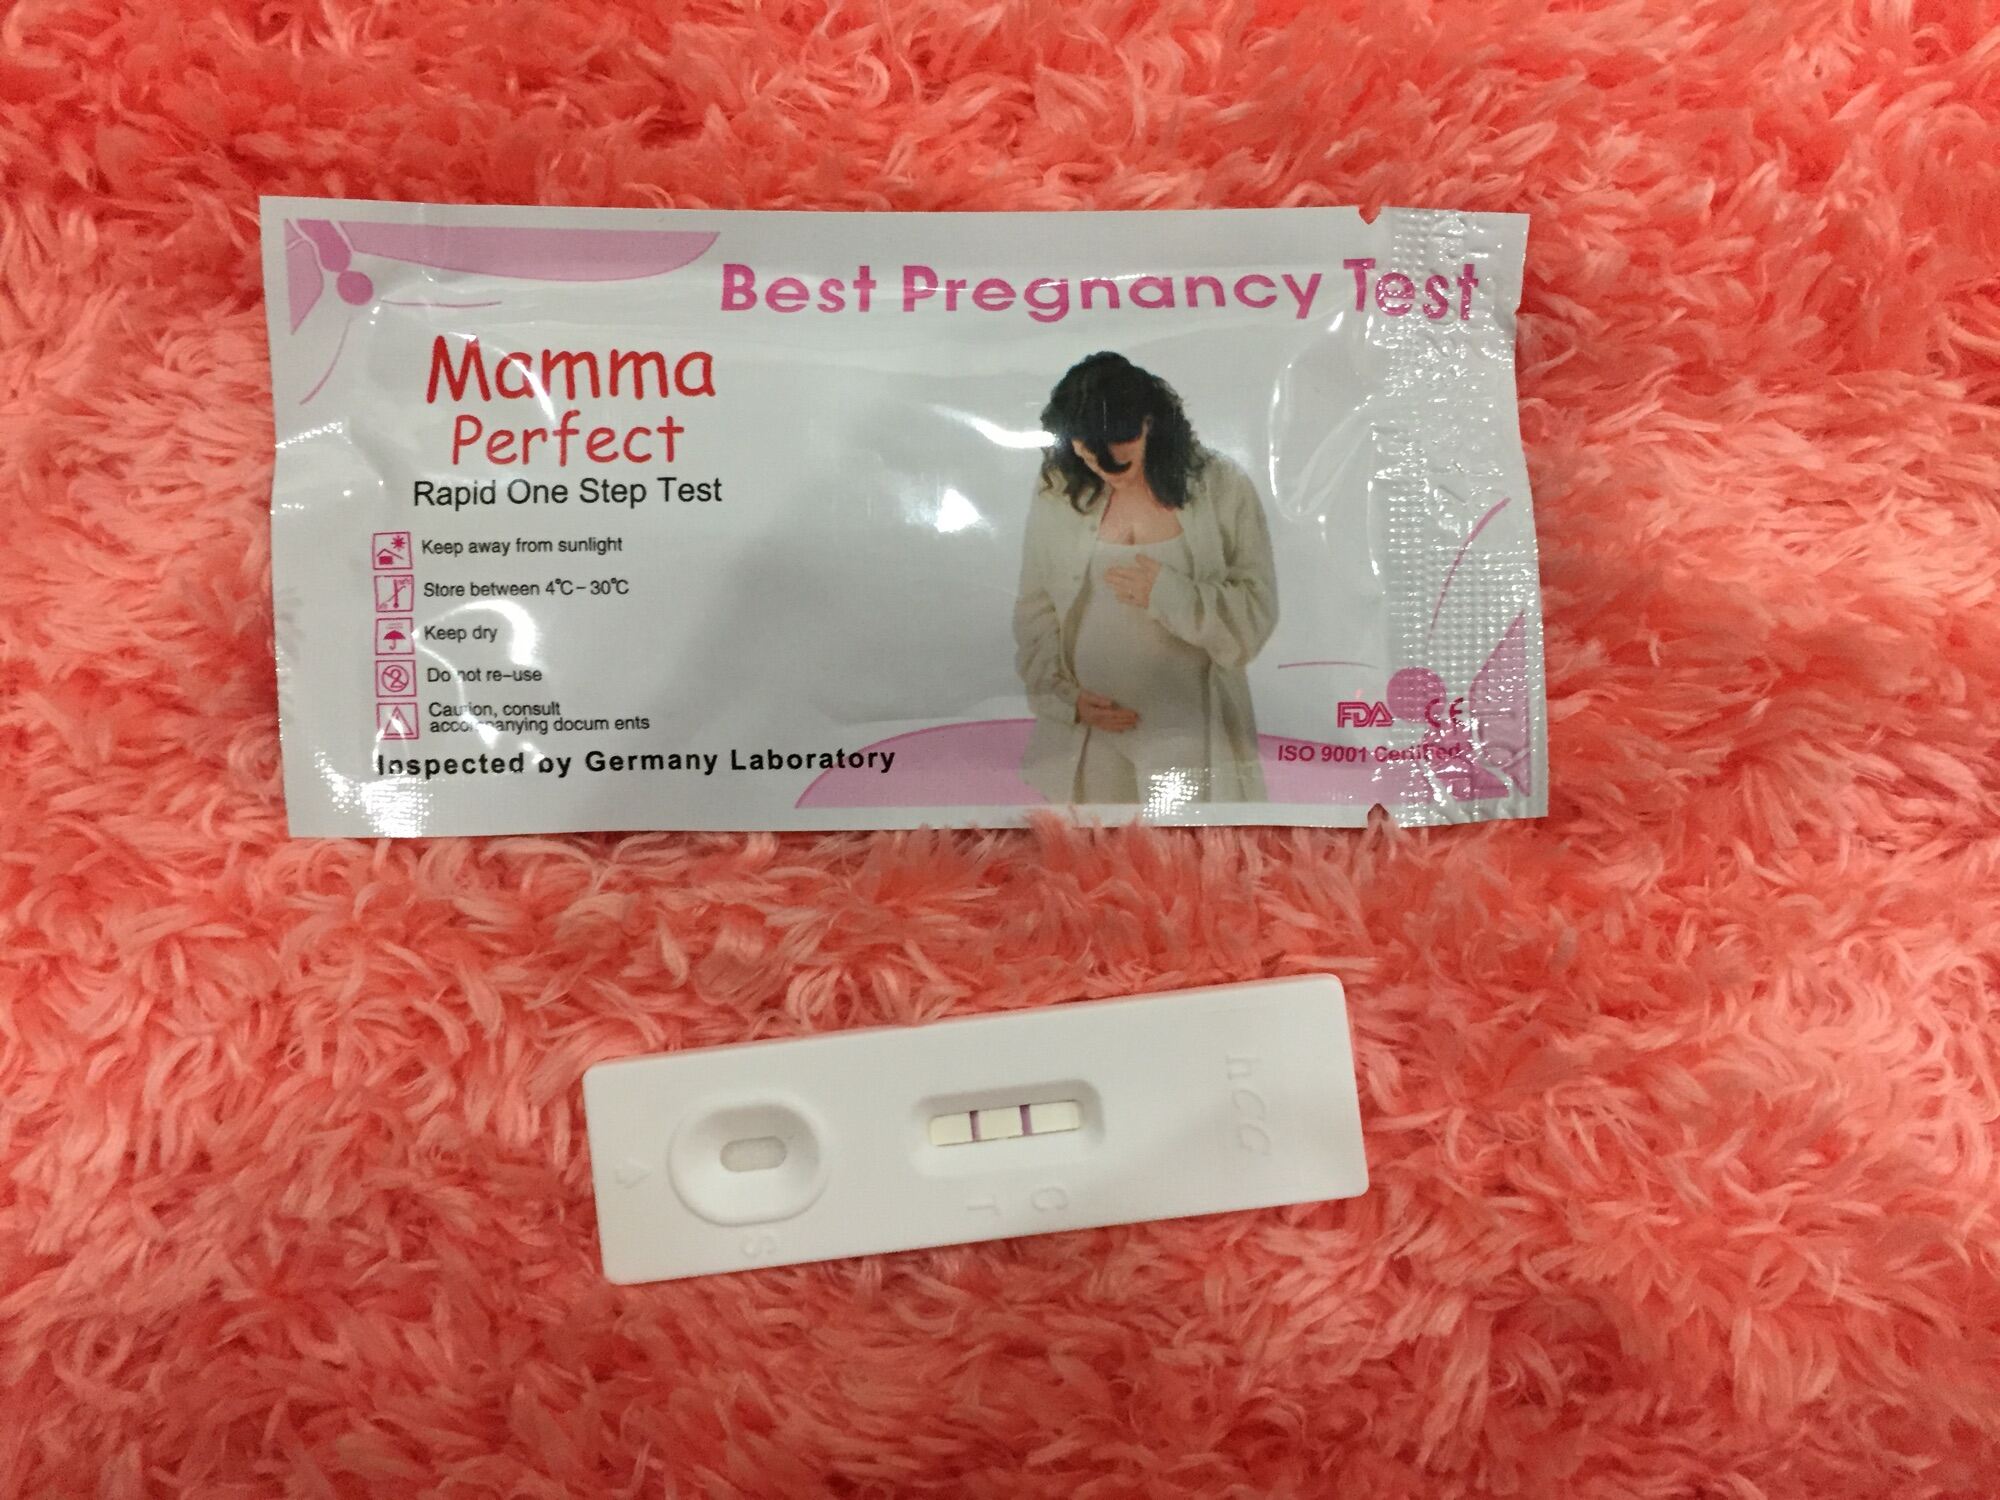 Best Pregnancy Test
Mamma
Perfect
Rapid One Step Test
Keep away from sunlight
Store between 4°C-30°C
Keep dry
Do not re-use
Caution, consult
accompanying docum ents
Inspected by Germany Laboratory
FDA CE
ISO 9001 Certified
hCG
C
T
S